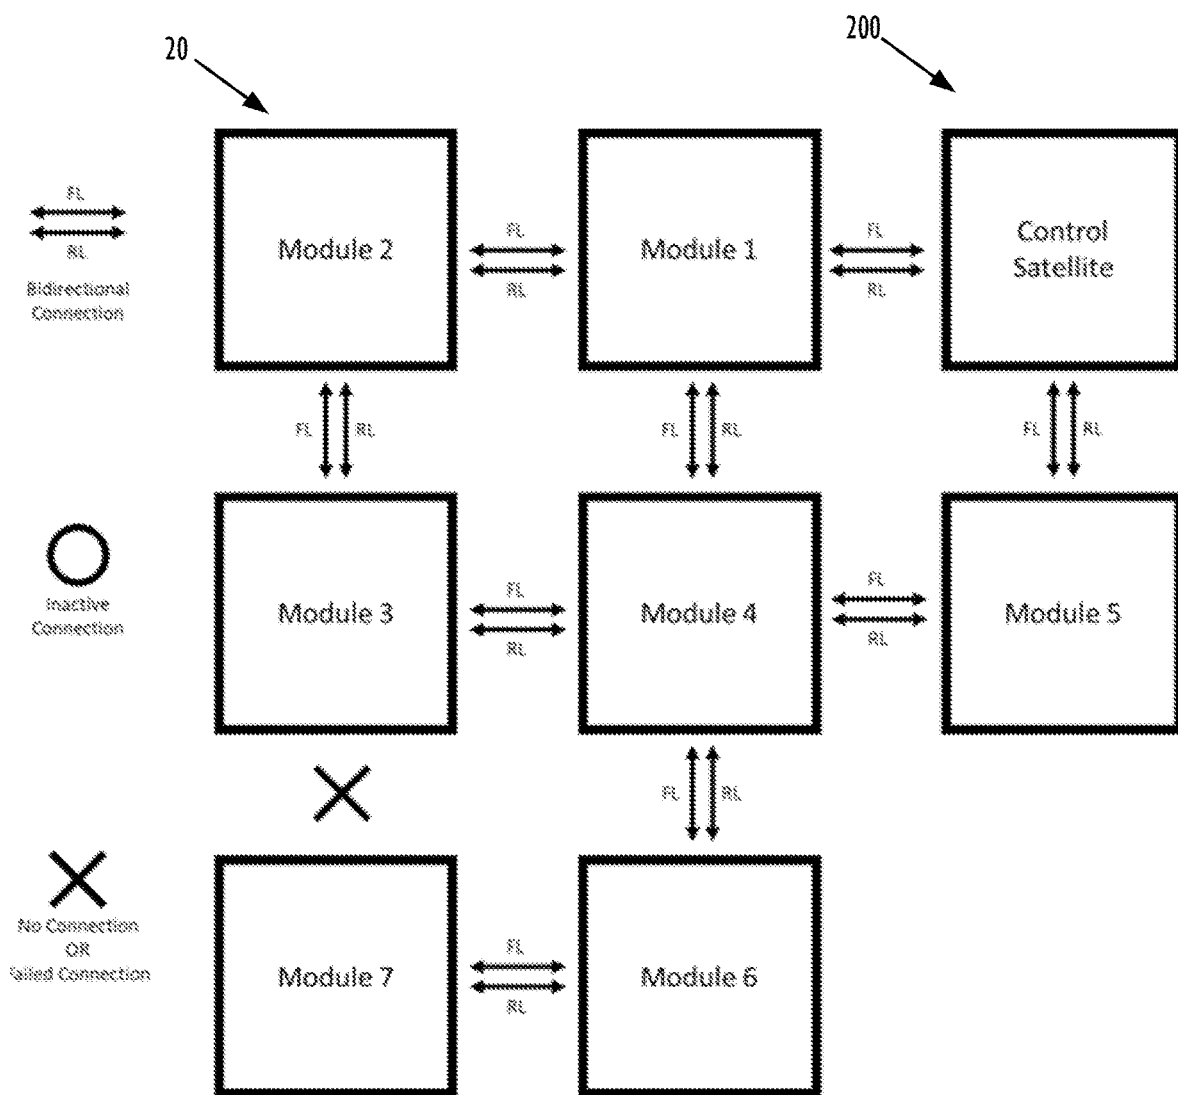 20
200
FL
RL
Bidirectional
Connection
Module 2
FL
RL
Module 1
FL
RL
Control
Satellite
FL
RL
FL
RL
FL
RL
Inactive
Connection
Module 3
FL
RL
Module 4
FL
RL
Module 5
FL
RL
No Connection
OR
Failed Connection
Module 7
FL
RL
Module 6